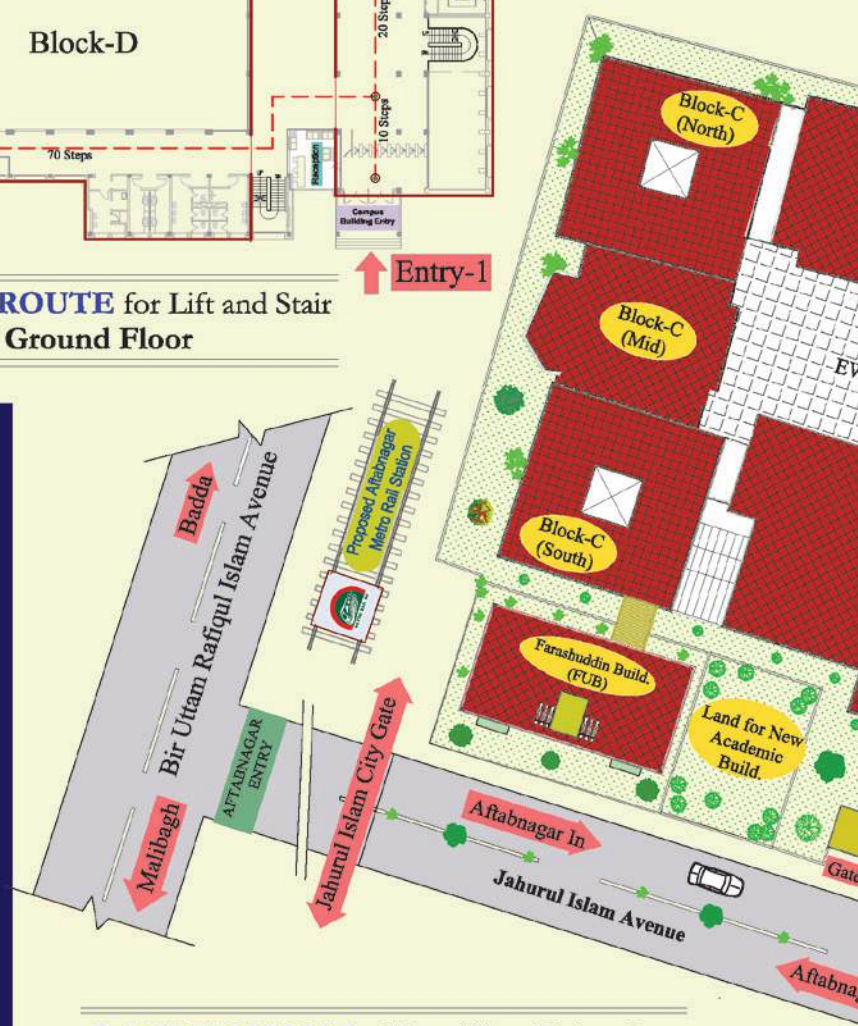 Block-D
20 Steps
10 Steps
70 Steps
Reception
Campus
Building Entry
Entry-1
ROUTE for Lift and Stair
Ground Floor
Block-C
(North)
Block-C
(Mid)
Block-C
(South)
Proposed Aftabnagar
Metro Rail Station
Badda
Bir Uttam Rafiqul Islam Avenue
Malibagh
AFTABNAGAR
ENTRY
Jahurul Islam City Gate
Farashuddin Build.
(FUB)
Land for New
Academic
Build.
Aftabnagar In
Jahurul Islam Avenue
Gate